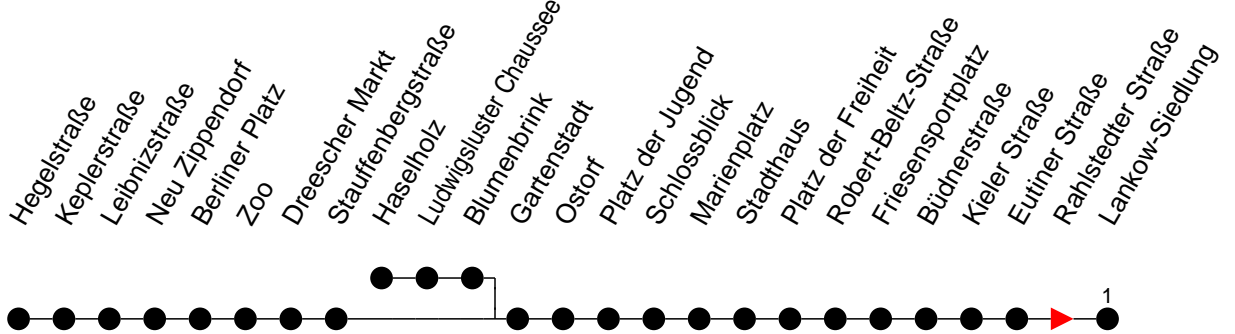 Hegelstraße
Keplerstraße
Leibnizstraße
Neu Zippendorf
Berliner Platz
Zoo
Dreescher Markt
Stauffenbergstraße
Haselholz
Ludwigsluster Chaussee
Blumenbrink
Gartenstadt
Ostorf
Platz der Jugend
Schlossblick
Marienplatz
Stadthaus
Platz der Freiheit
Robert-Beltz-Straße
Friesensportplatz
Büdnerstraße
Kieler Straße
Eutiner Straße
Rahlstedter Straße
Lankow-Siedlung
1